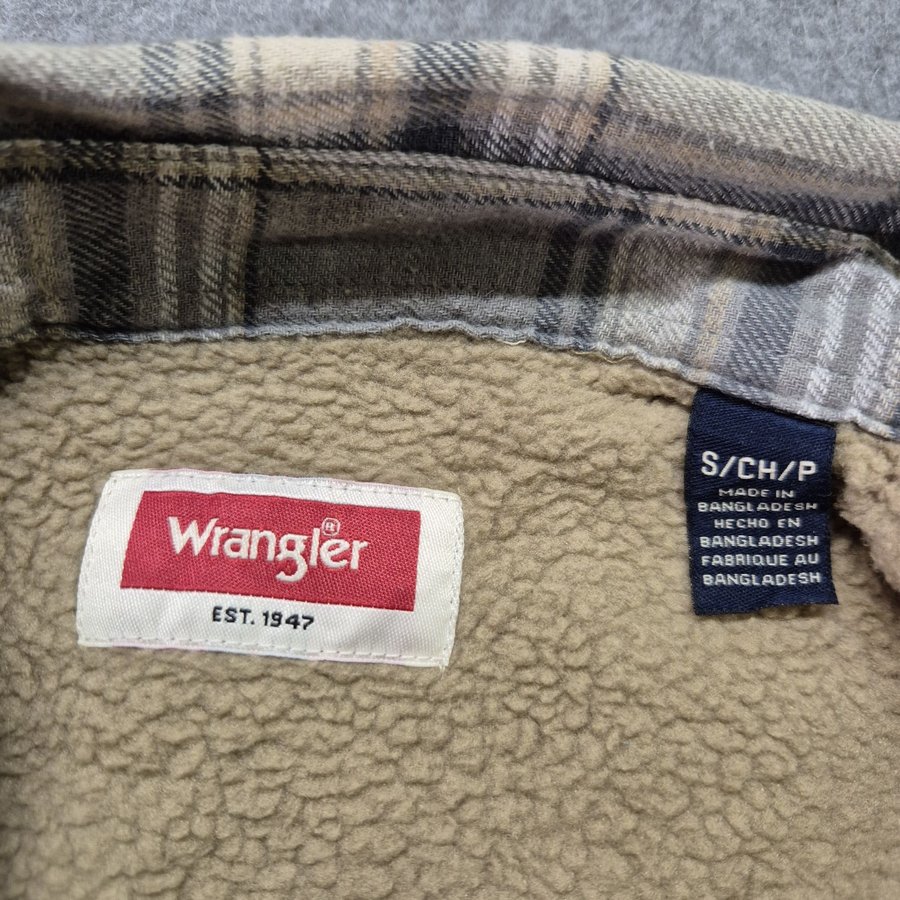 Wrangler®
EST. 1947
S/CH/P
MADE IN
BANGLADESH
HECHO EN
BANGLADESH
FABRIQUE AU
BANGLADESH